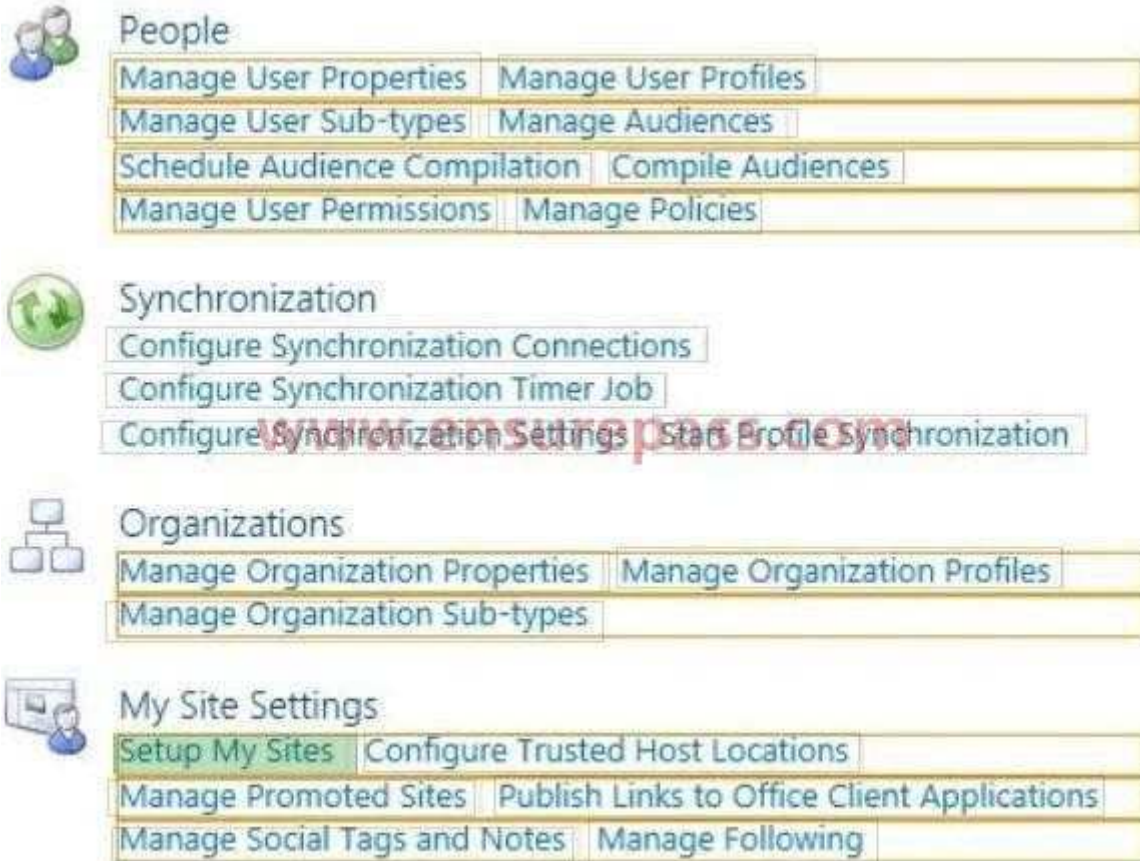 People
Manage User Properties Manage User Profiles
Manage User Sub-types Manage Audiences
Schedule Audience Compilation Compile Audiences
Manage User Permissions Manage Policies
Synchronization
Configure Synchronization Connections
Configure Synchronization Timer Job
Configure Synchronization Settings Start Profile Synchronization
www.ensurepass.com
Organizations
Manage Organization Properties Manage Organization Profiles
Manage Organization Sub-types
My Site Settings
Setup My Sites Configure Trusted Host Locations
Manage Promoted Sites Publish Links to Office Client Applications
Manage Social Tags and Notes Manage Following